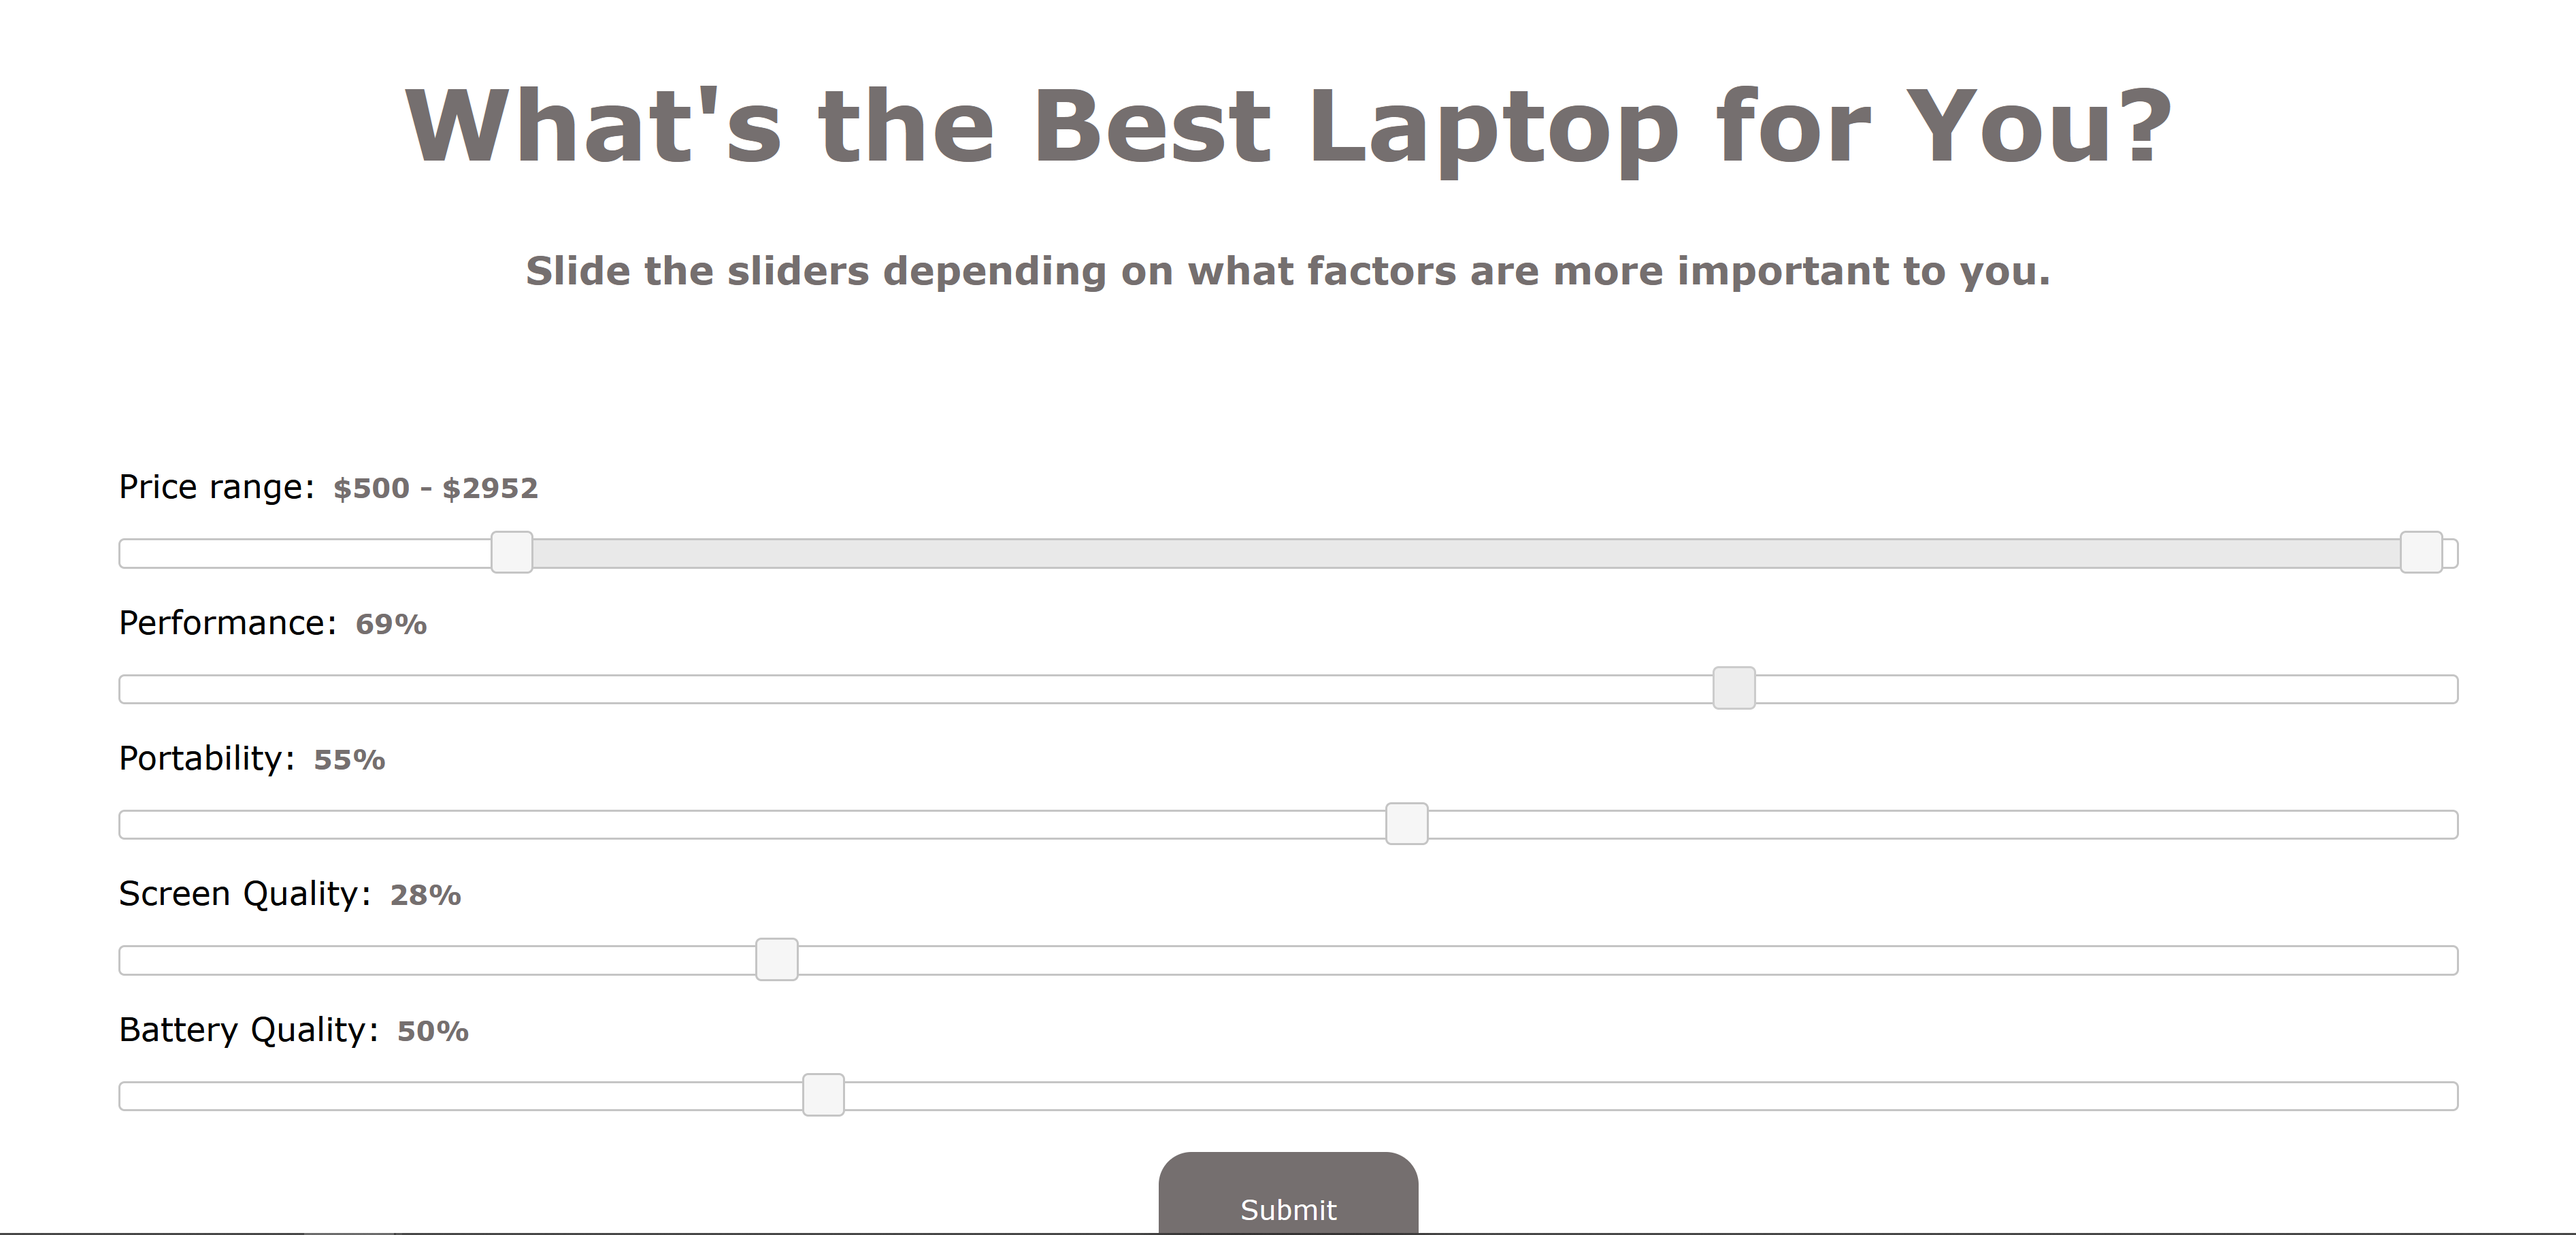 What's the Best Laptop for You?
Slide the sliders depending on what factors are more important to you.
Price range: $500 - $2952
Performance: 69%
Portability: 55%
Screen Quality: 28%
Battery Quality: 50%
Submit